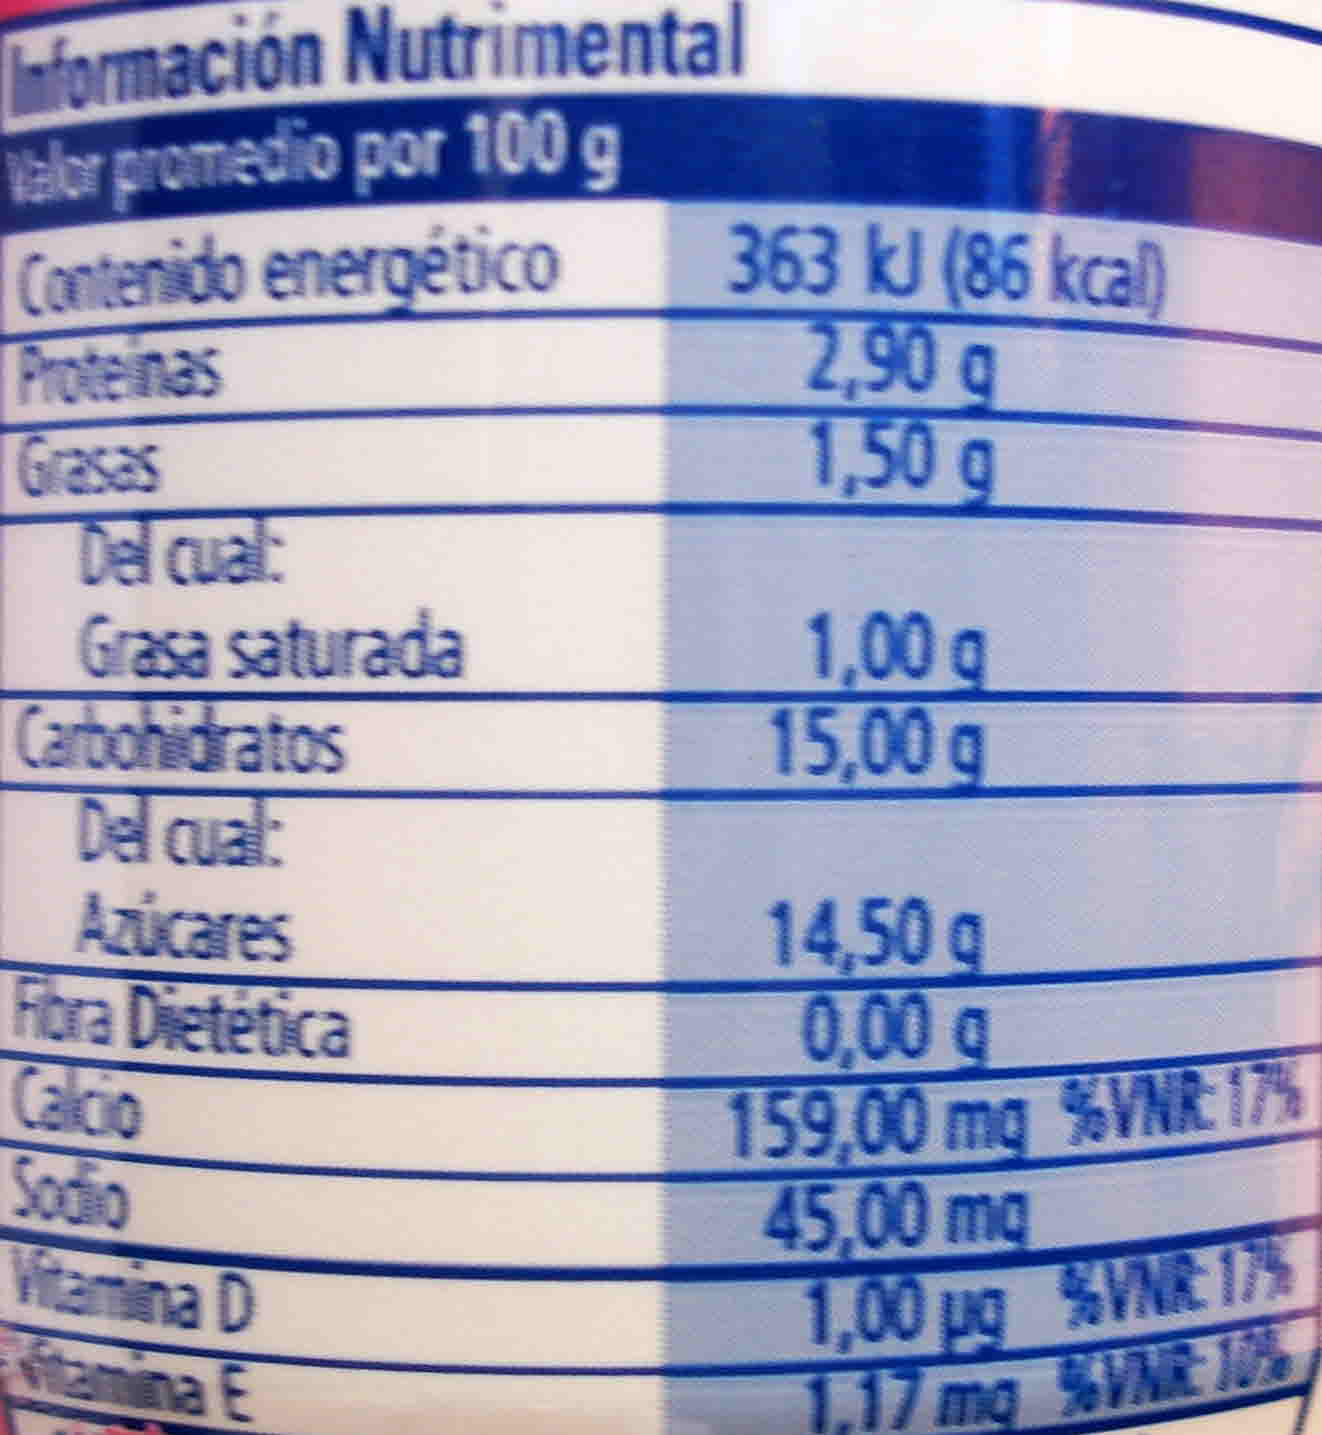 Información Nutrimental
Valor promedio por 100 g
Contenido energético 363 kJ (86 kcal)
Proteínas 2,90 g
Grasas 1,50 g
Del cual:
Grasa saturada 1,00 g
Carbohidratos 15,00 g
Del cual:
Azúcares 14,50 g
Fibra Dietética 0,00 g
Calcio 159,00 mg %VNR: 17%
Sodio 45,00 mg
Vitamina D 1,00 µg %VNR: 17%
Vitamina E 1,17 mg %VNR: 10%